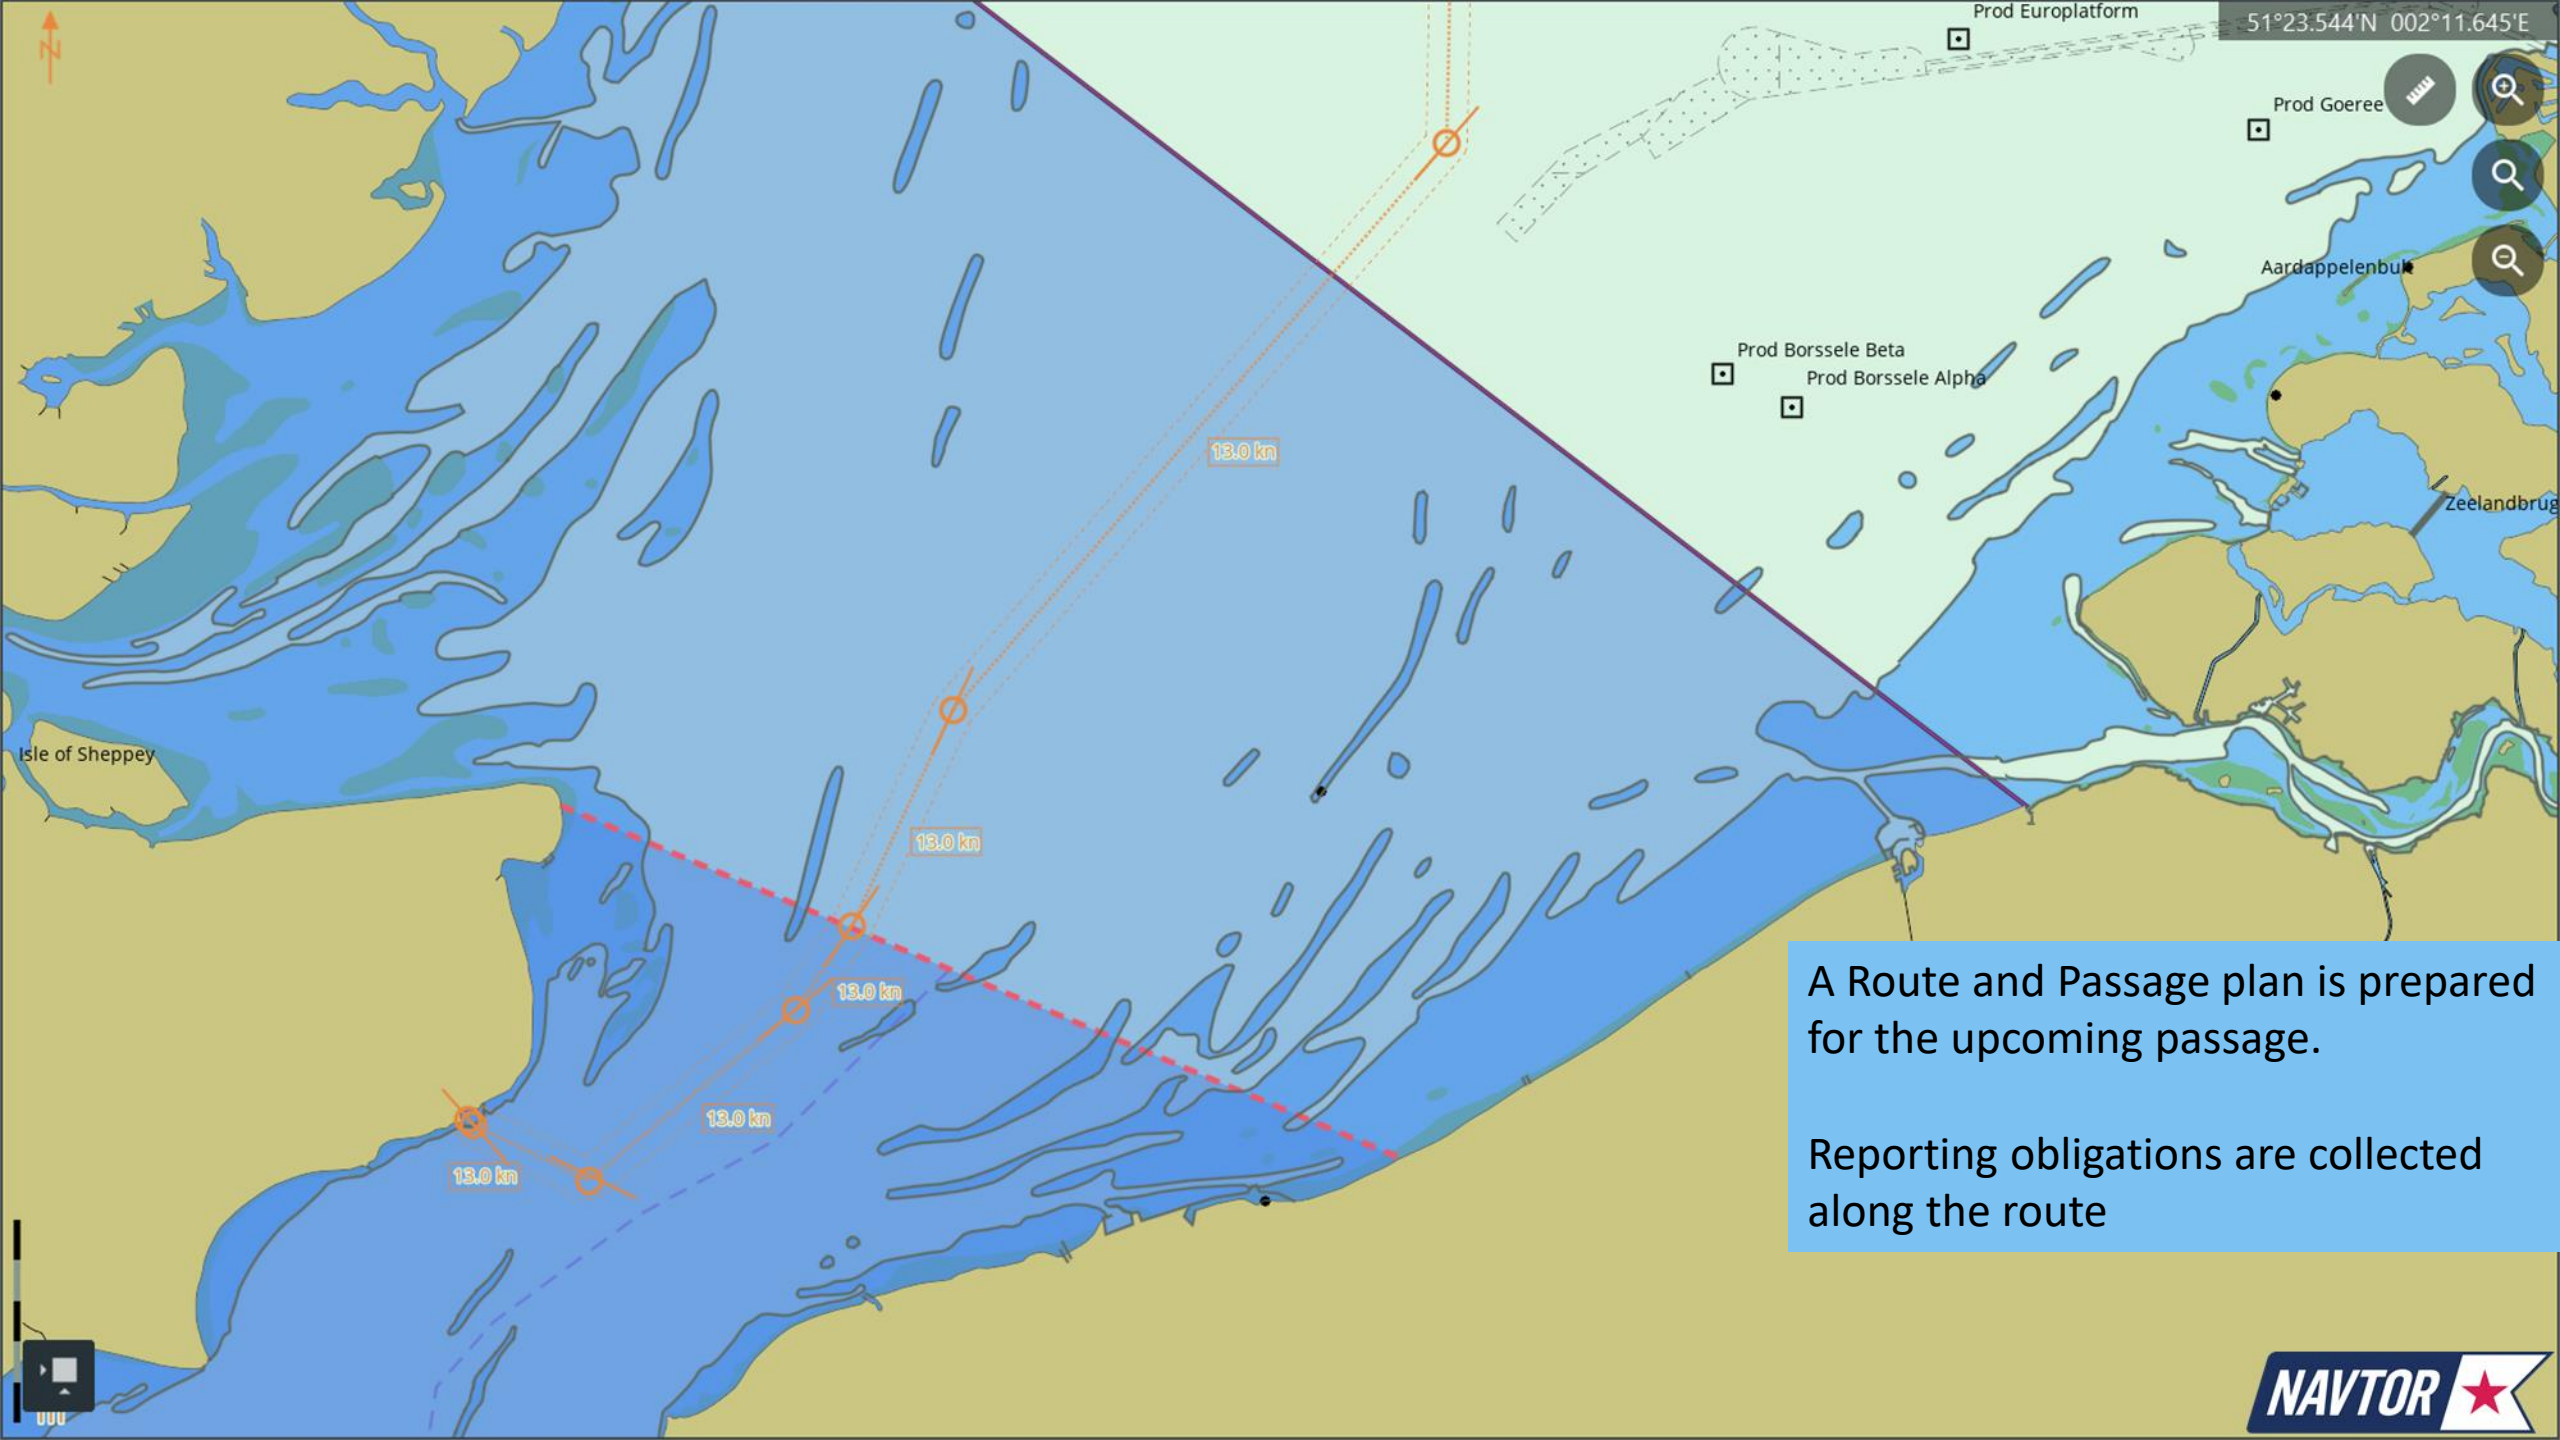 Prod Europlatform
51°23.544'N 002°11.645'E
N
Prod Goeree
Aardappelenbult
Prod Borssele Beta
Prod Borssele Alpha
13.0 kn
Zeelandbrug
Isle of Sheppey
13.0 kn
13.0 kn
13.0 kn
13.0 kn
A Route and Passage plan is prepared
for the upcoming passage.
Reporting obligations are collected
along the route
NAVTOR